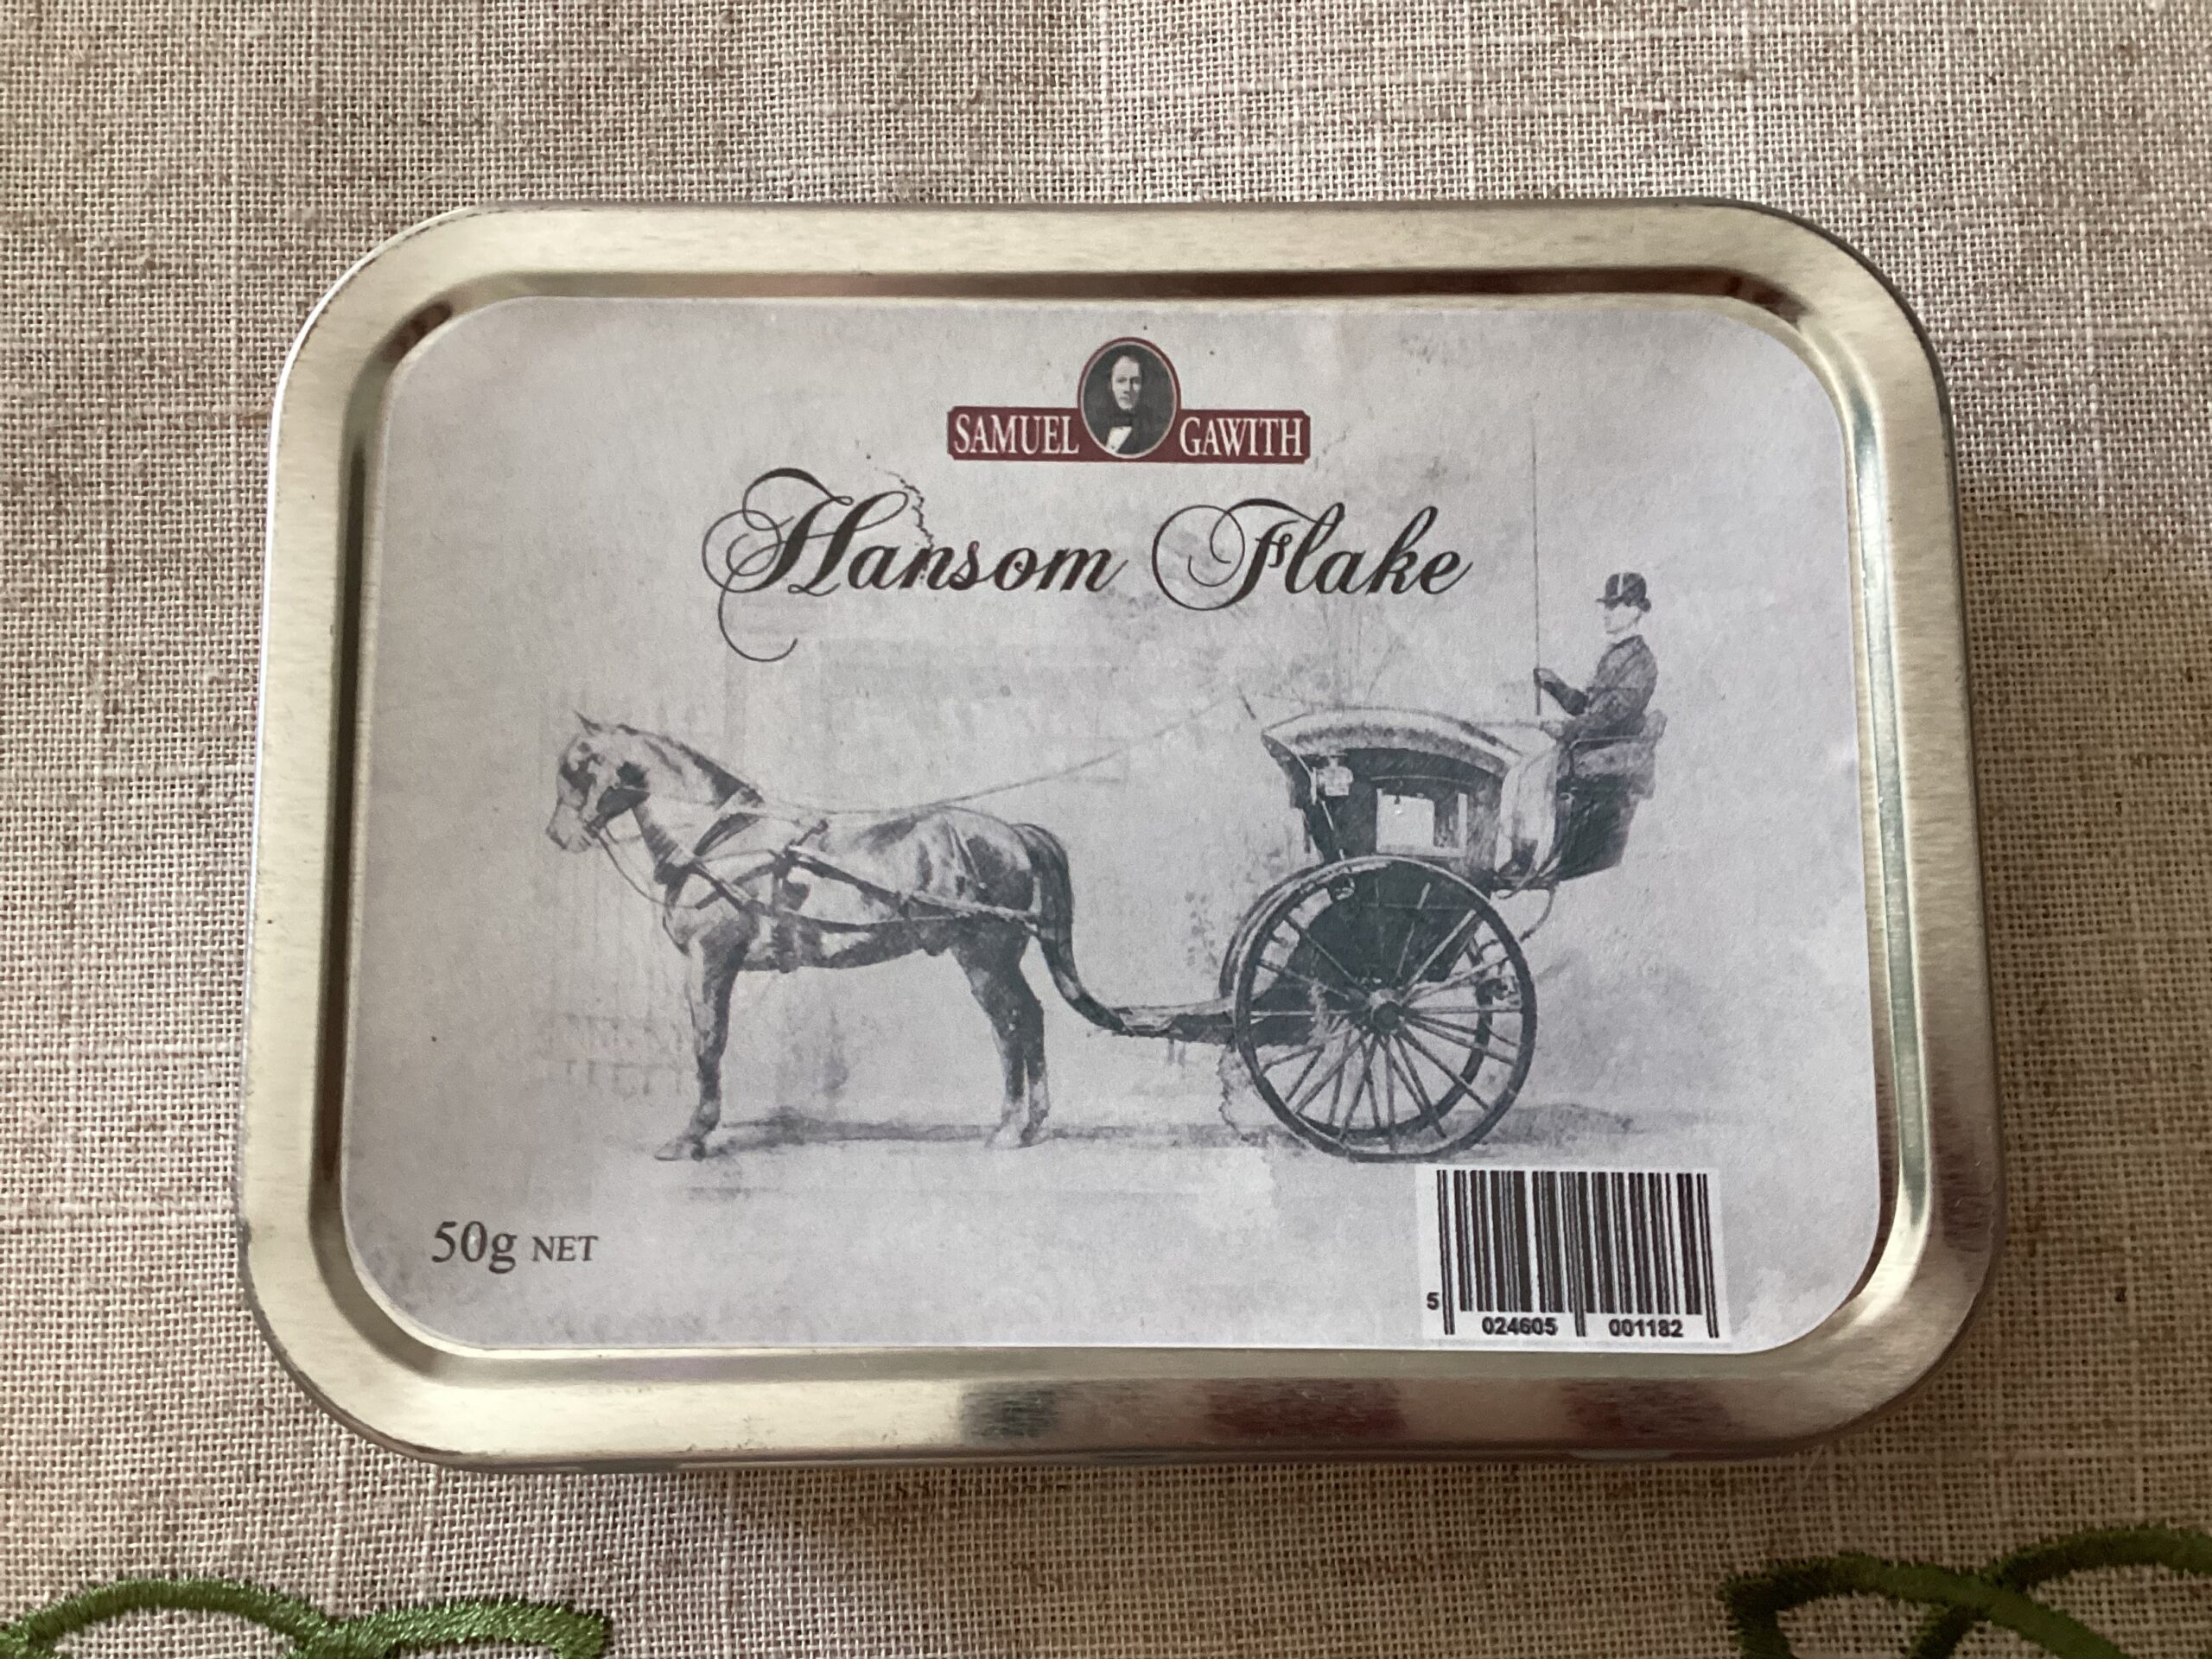 SAMUEL GAWITH
Hansom Flake
50g NET
5 024605 001182